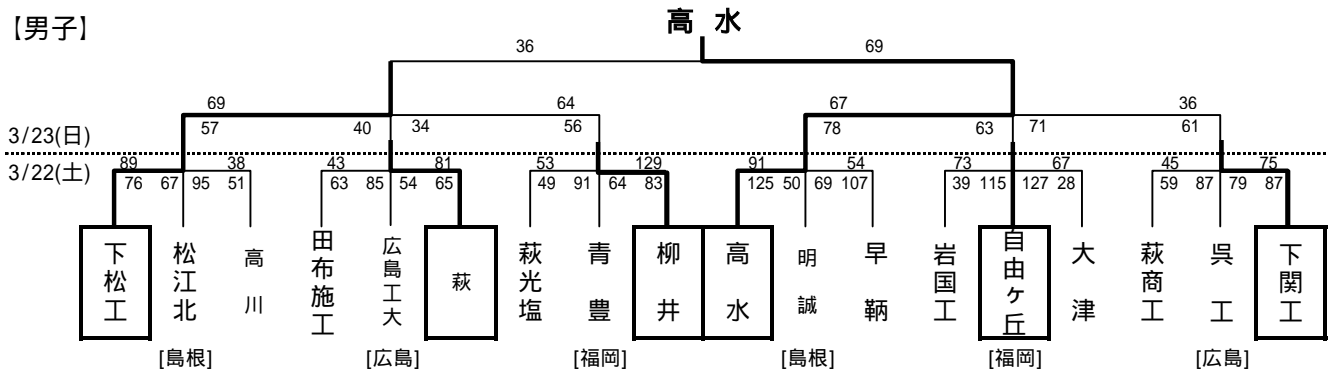 【男子】
高水
36 69
69 64 67 36
3/23(日)
57 40 34 56 78 63 71 61
3/22(土)
89 38 43 81 53 129 91 54 73 67 45 75
76 67 95 51 63 85 54 65 49 91 64 83 125 50 69 107 39 115 127 28 59 87 79 87
下松工 松江北 高川 田布施工 広島工大 萩 萩光塩 青豊 柳井 高水 明誠 早鞆 岩国工 自由ヶ丘 大津 萩商工 呉工 下関工
[島根] [広島] [福岡] [島根] [福岡] [広島]